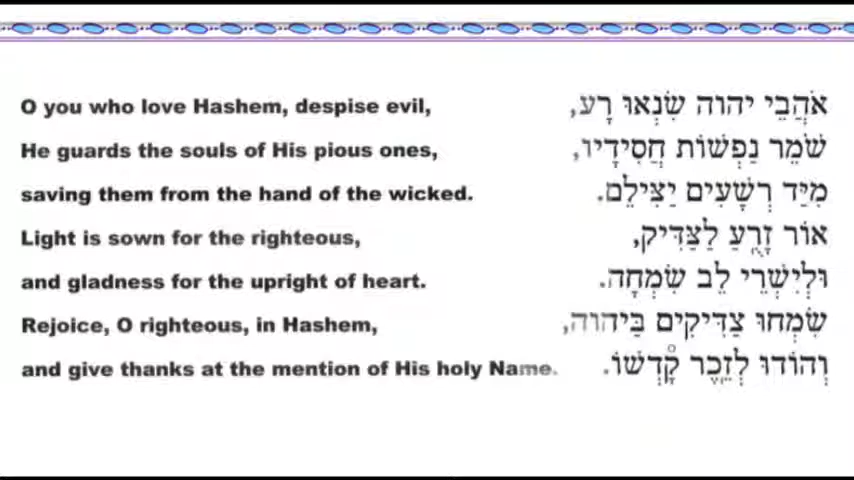 O you who love Hashem, despise evil,
He guards the souls of His pious ones,
saving them from the hand of the wicked.
Light is sown for the righteous,
and gladness for the upright of heart.
Rejoice, O righteous, in Hashem,
and give thanks at the mention of His holy Name.
אֹהֲבֵי יהוה שִׂנְאוּ רָע,
שֹׁמֵר נַפְשׁוֹת חֲסִידָיו,
מִיַּד רְשָׁעִים יַצִּילֵם.
אוֹר זָרֻעַ לַצַּדִּיק,
וּלְיִשְׁרֵי לֵב שִׂמְחָה.
שִׂמְחוּ צַדִּיקִים בַּיהוה,
וְהוֹדוּ לְזֵכֶר קָדְשׁוֹ.